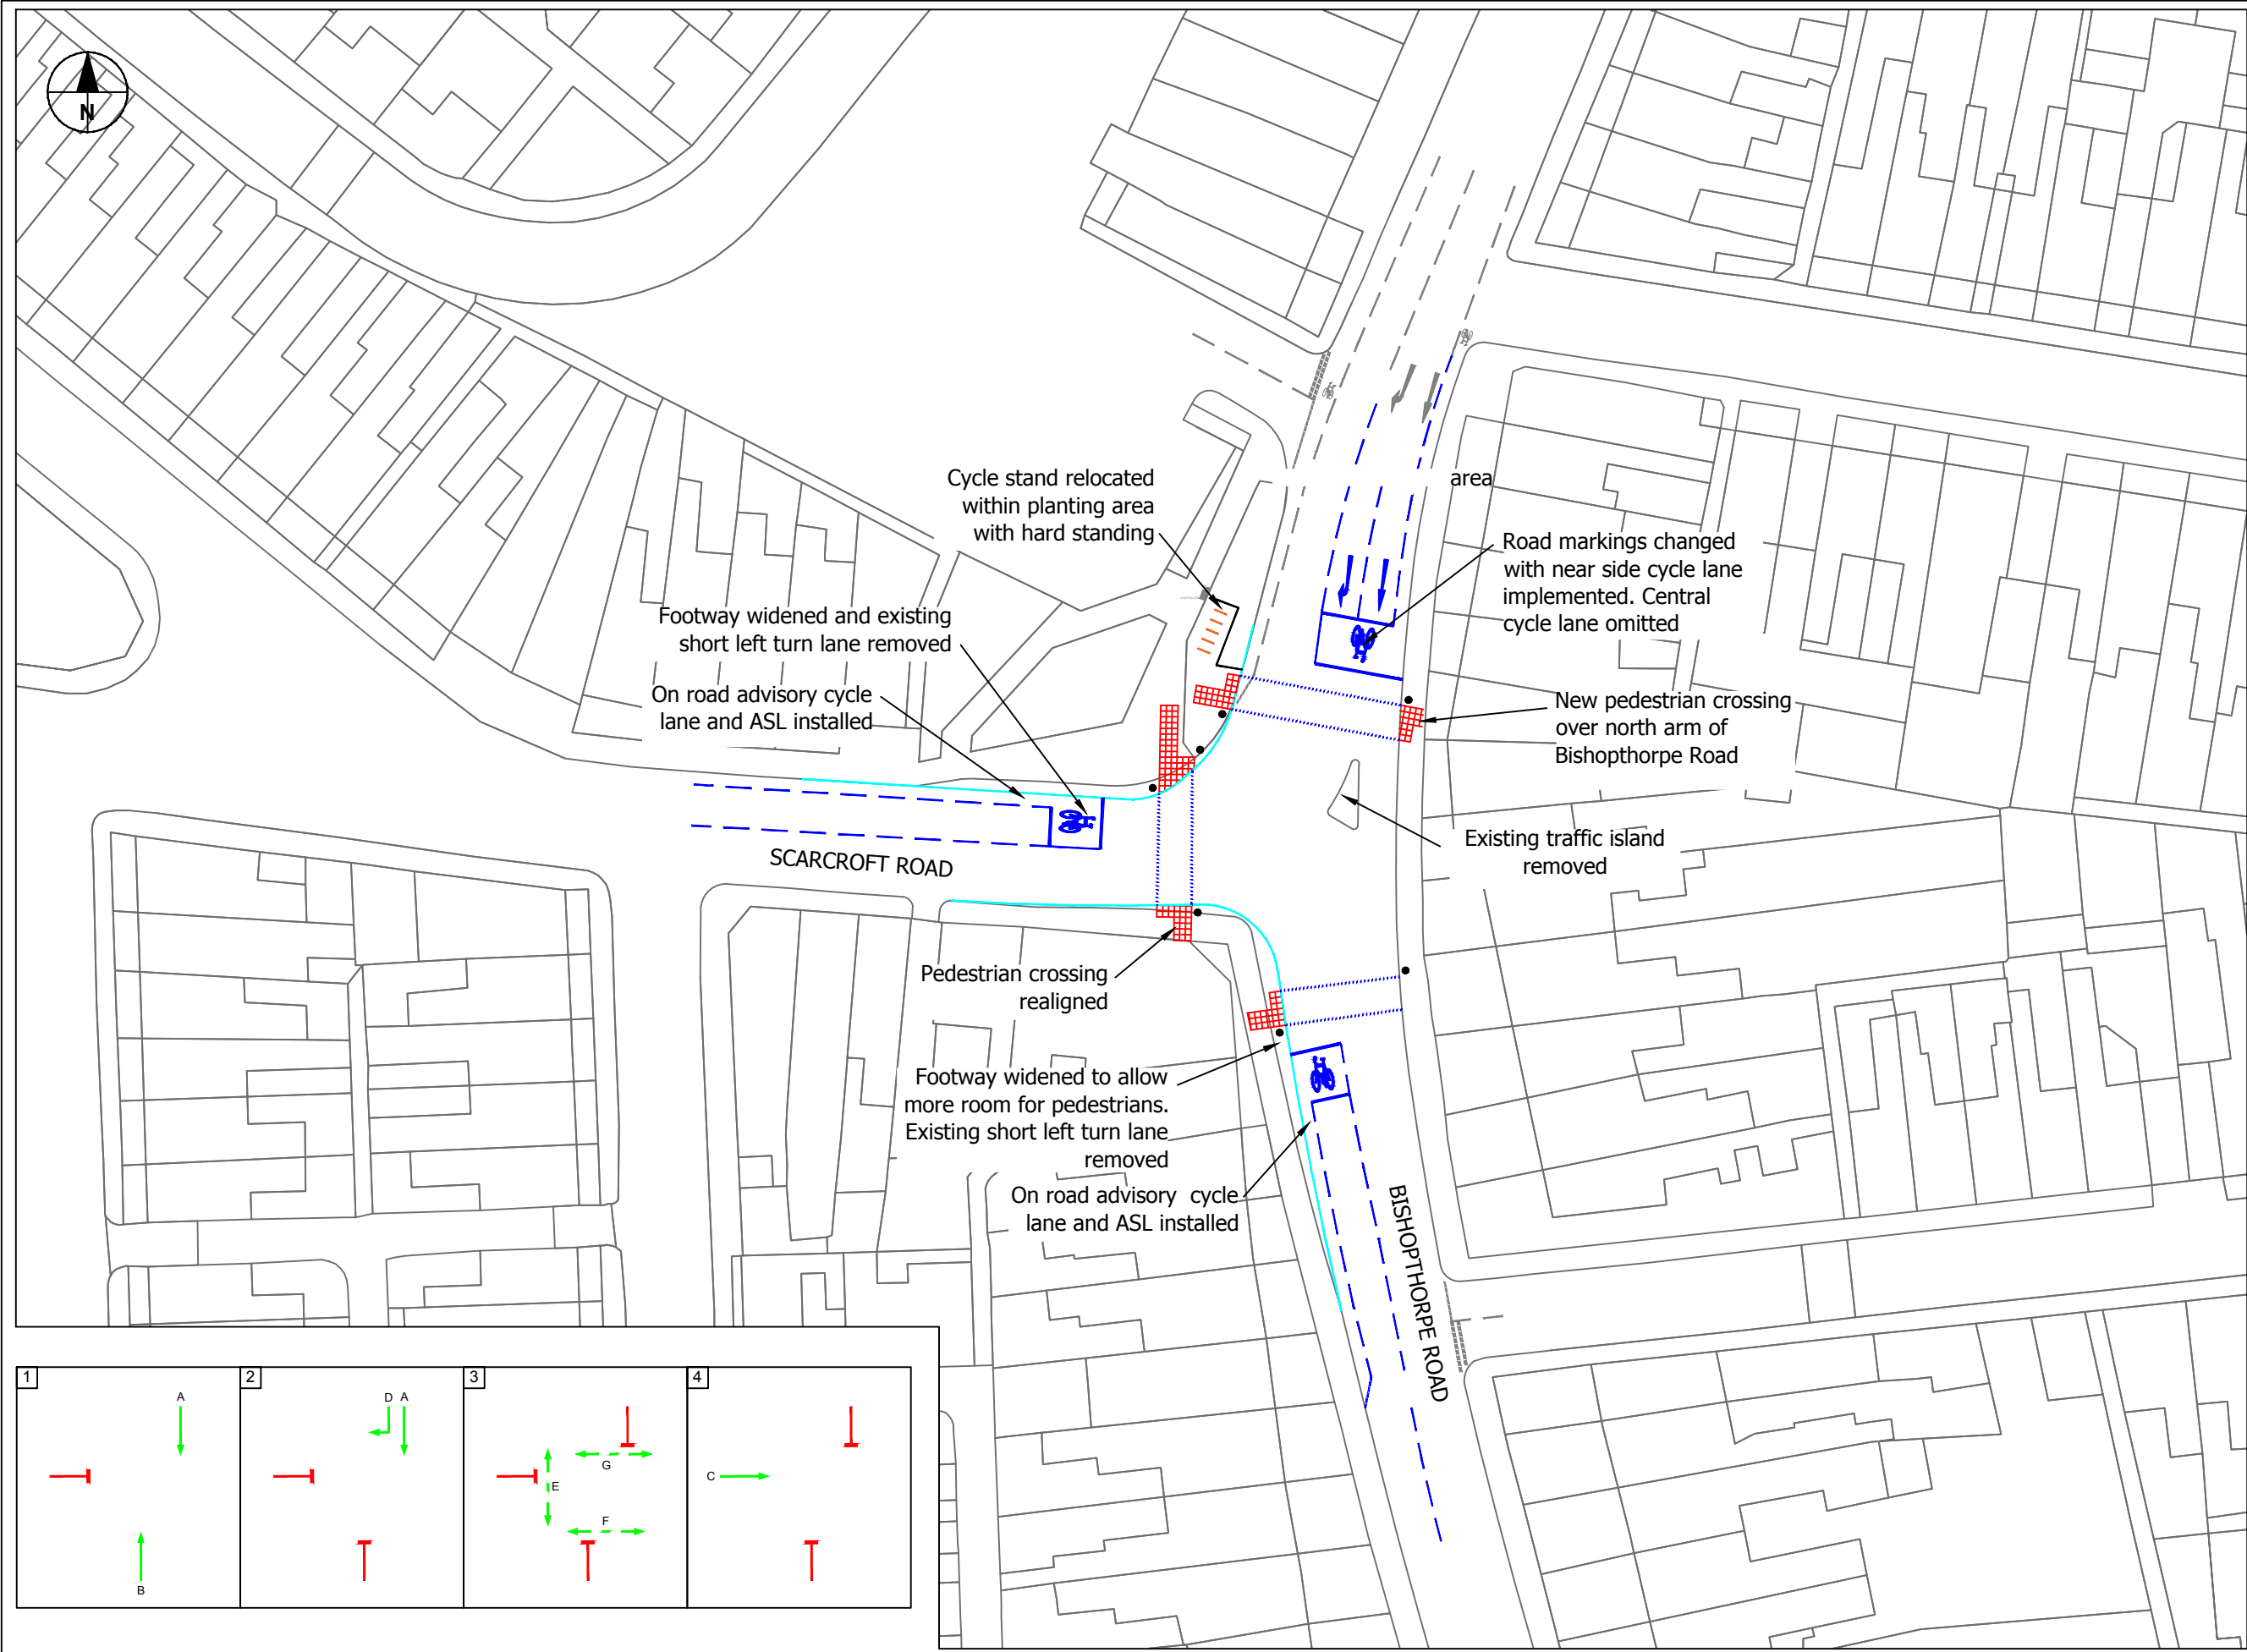 N
Cycle stand relocated
within planting area
with hard standing
area
Road markings changed
with near side cycle lane
implemented. Central
cycle lane omitted
Footway widened and existing
short left turn lane removed
On road advisory cycle
lane and ASL installed
New pedestrian crossing
over north arm of
Bishopthorpe Road
Existing traffic island
removed
SCARCROFT ROAD
Pedestrian crossing
realigned
Footway widened to allow
more room for pedestrians.
Existing short left turn lane
removed
On road advisory cycle
lane and ASL installed
BISHOPTHORPE ROAD
1
A
B
2
D A
3
G
E
F
4
C